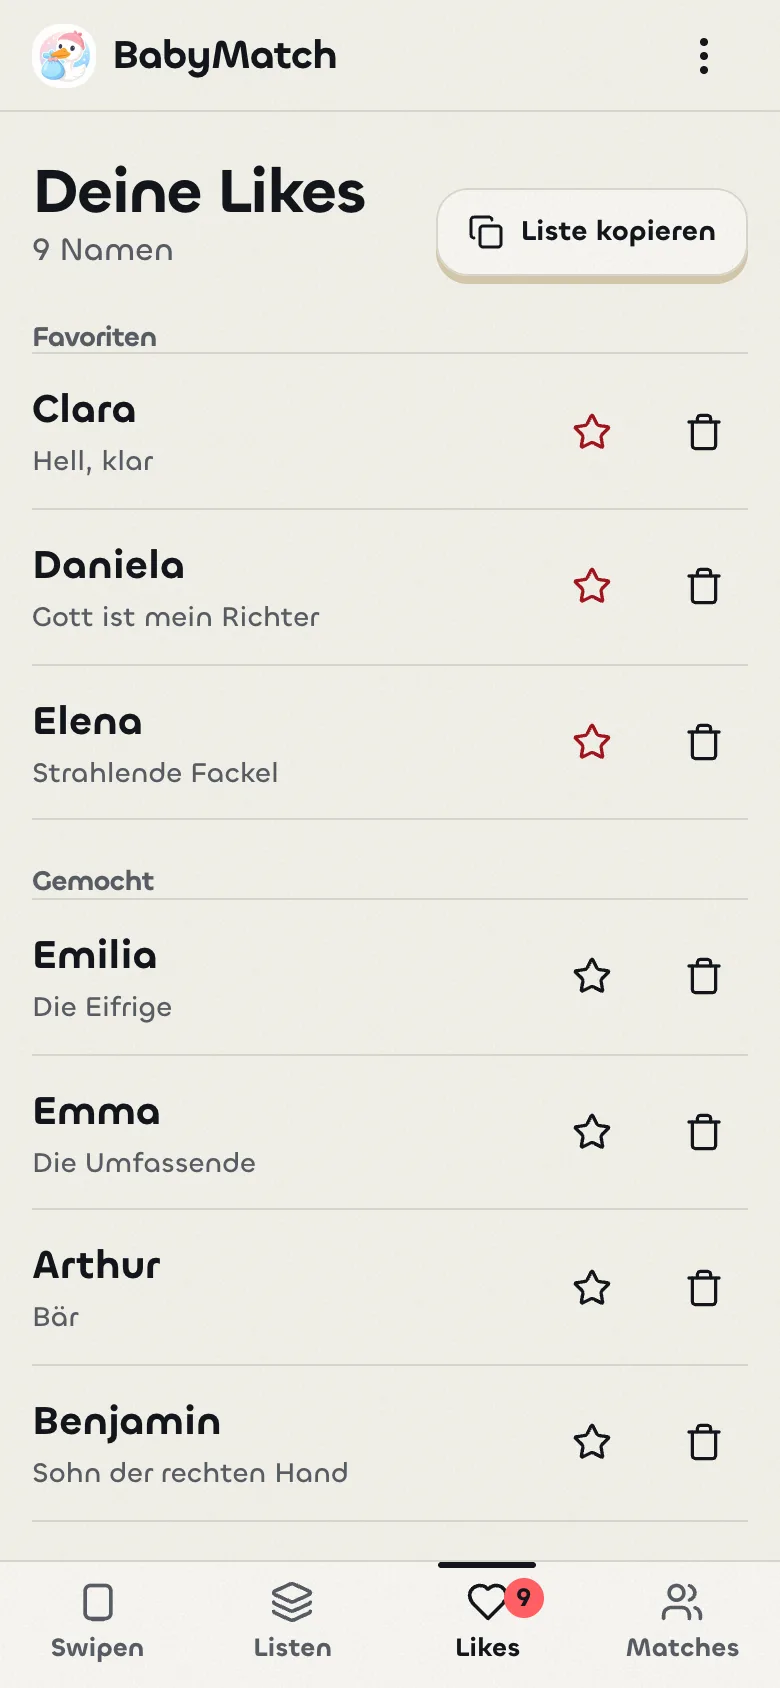 BabyMatch
Deine Likes
9 Namen
Liste kopieren
Favoriten
Clara
Hell, klar
Daniela
Gott ist mein Richter
Elena
Strahlende Fackel
Gemocht
Emilia
Die Eifrige
Emma
Die Umfassende
Arthur
Bär
Benjamin
Sohn der rechten Hand
9
Swipen
Listen
Likes
Matches